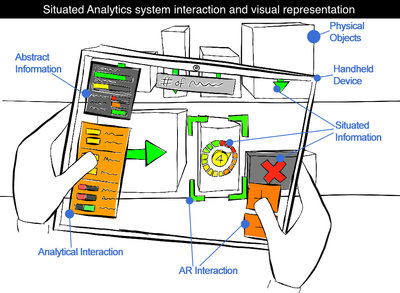 Situated Analytics system interaction and visual representation
Physical
Objects
Abstract
Information
Handheld
Device
# of
Situated
Information
4
Analytical Interaction
AR Interaction